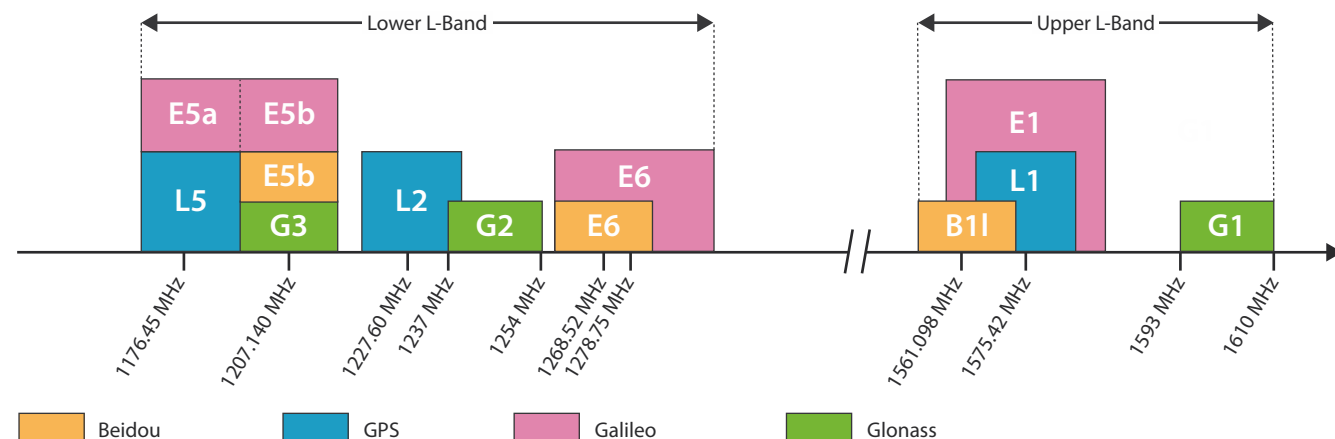 Lower L-Band
Upper L-Band
E5a
E5b
E1
E5b
E6
L5
L2
L1
G3
G2
E6
B1l
G1
1176.45 MHz
1207.140 MHz
1227.60 MHz
1237 MHz
1254 MHz
1268.52 MHz
1278.75 MHz
1561.098 MHz
1575.42 MHz
1593 MHz
1610 MHz
Beidou
GPS
Galileo
Glonass